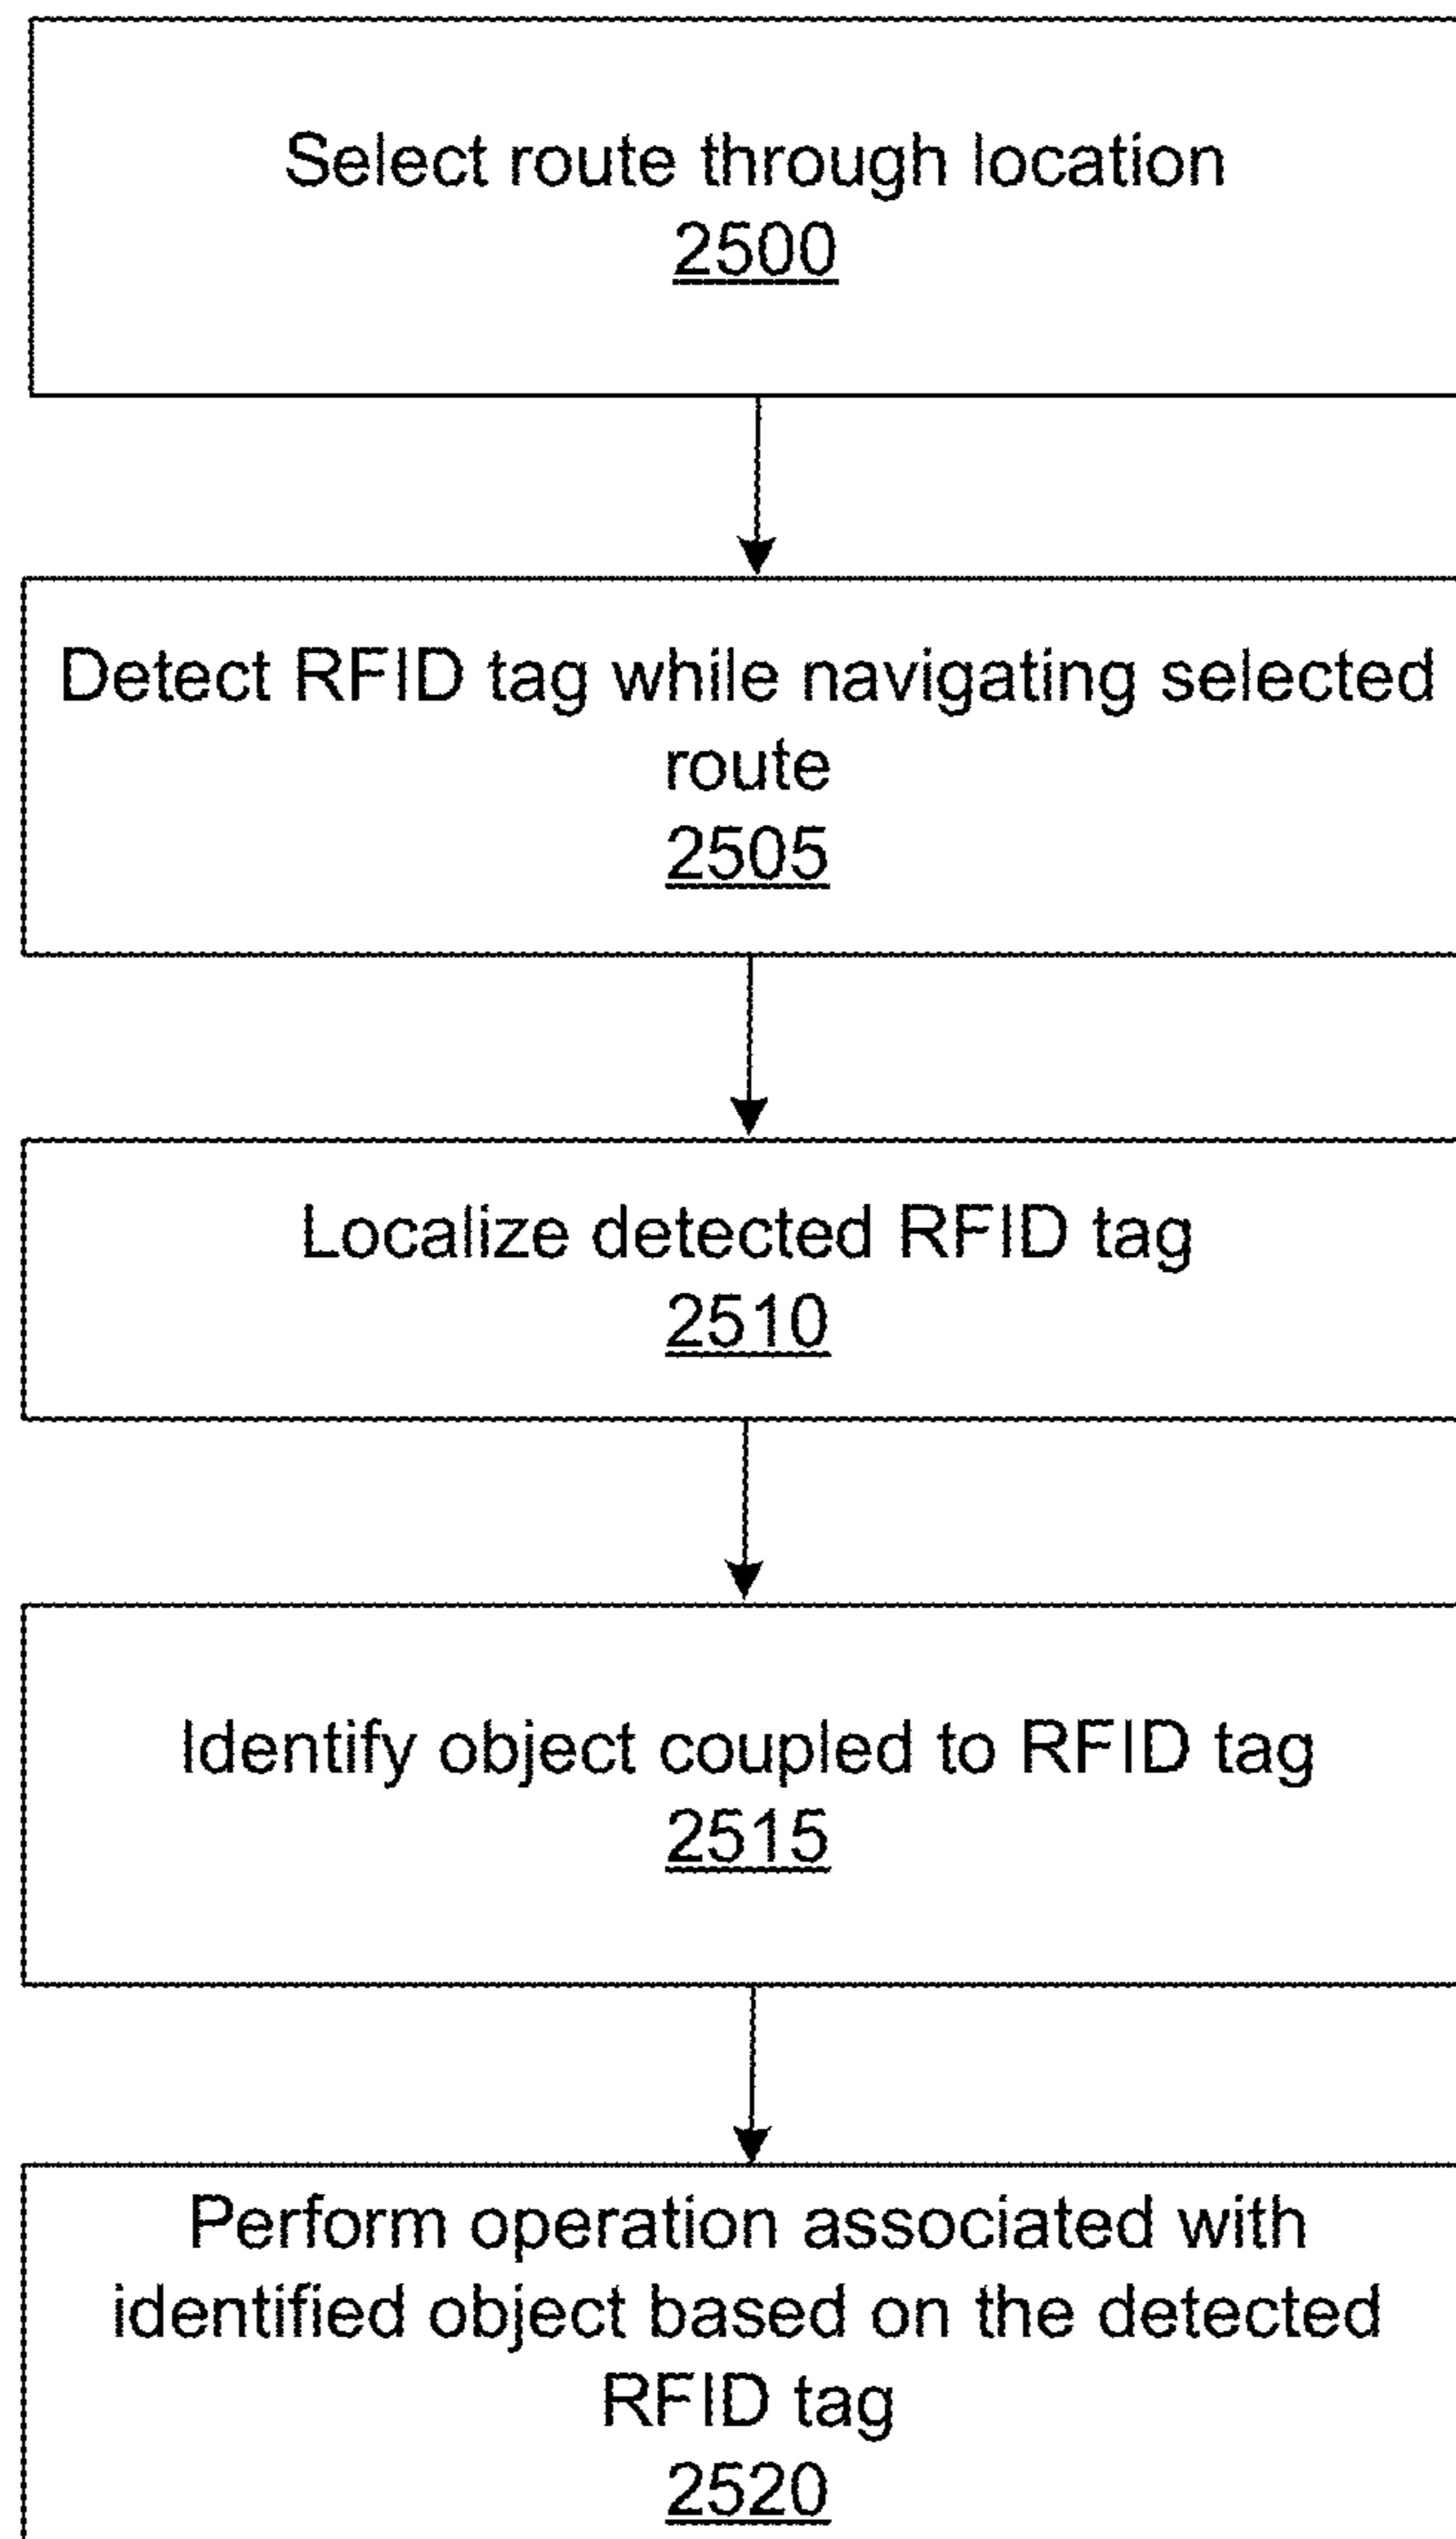 Select route through location
2500
Detect RFID tag while navigating selected
route
2505
Localize detected RFID tag
2510
Identify object coupled to RFID tag
2515
Perform operation associated with
identified object based on the detected
RFID tag
2520